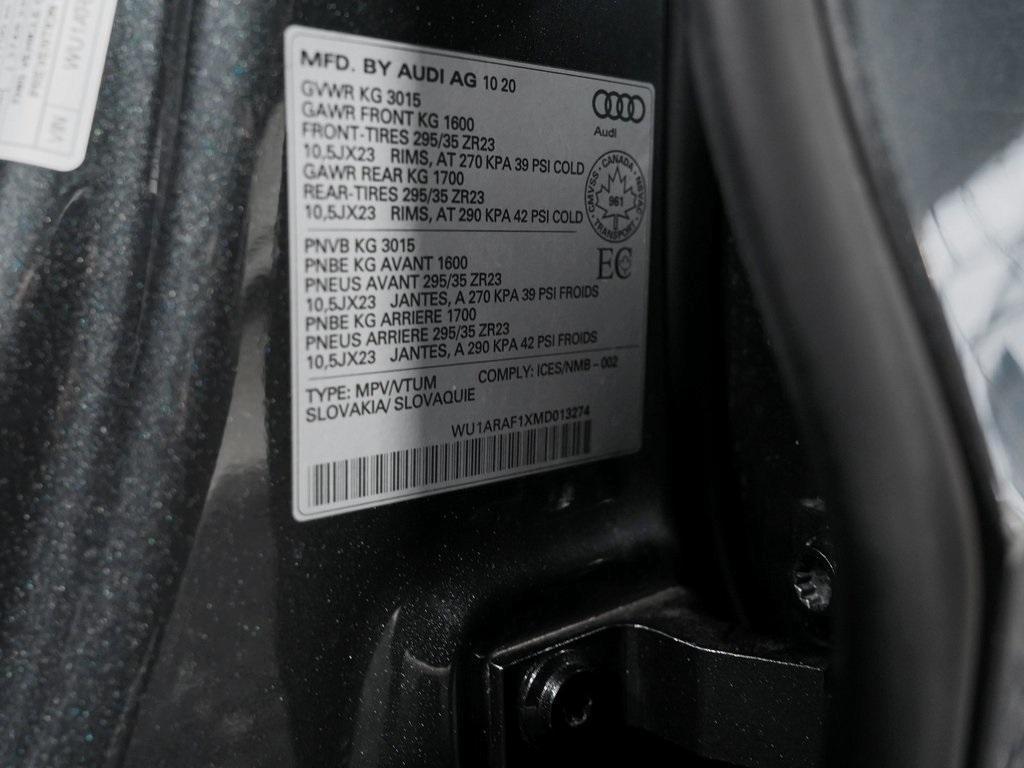 MFD. BY AUDI AG 10 20
GVWR KG 3015
GAWR FRONT KG 1600
FRONT-TIRES 295/35 ZR23
10,5JX23 RIMS, AT 270 KPA 39 PSI COLD
GAWR REAR KG 1700
REAR-TIRES 295/35 ZR23
10,5JX23 RIMS, AT 290 KPA 42 PSI COLD
Audi
CANADA
CMVSS NSVAC
961
TRANSPORT
EC
PNVB KG 3015
PNBE KG AVANT 1600
PNEUS AVANT 295/35 ZR23
10,5JX23 JANTES, A 270 KPA 39 PSI FROIDS
PNBE KG ARRIERE 1700
PNEUS ARRIERE 295/35 ZR23
10,5JX23 JANTES, A 290 KPA 42 PSI FROIDS
TYPE: MPV/VTUM COMPLY: ICES/NMB-002
SLOVAKIA/ SLOVAQUIE
WU1ARAF1XMD013274
N/A